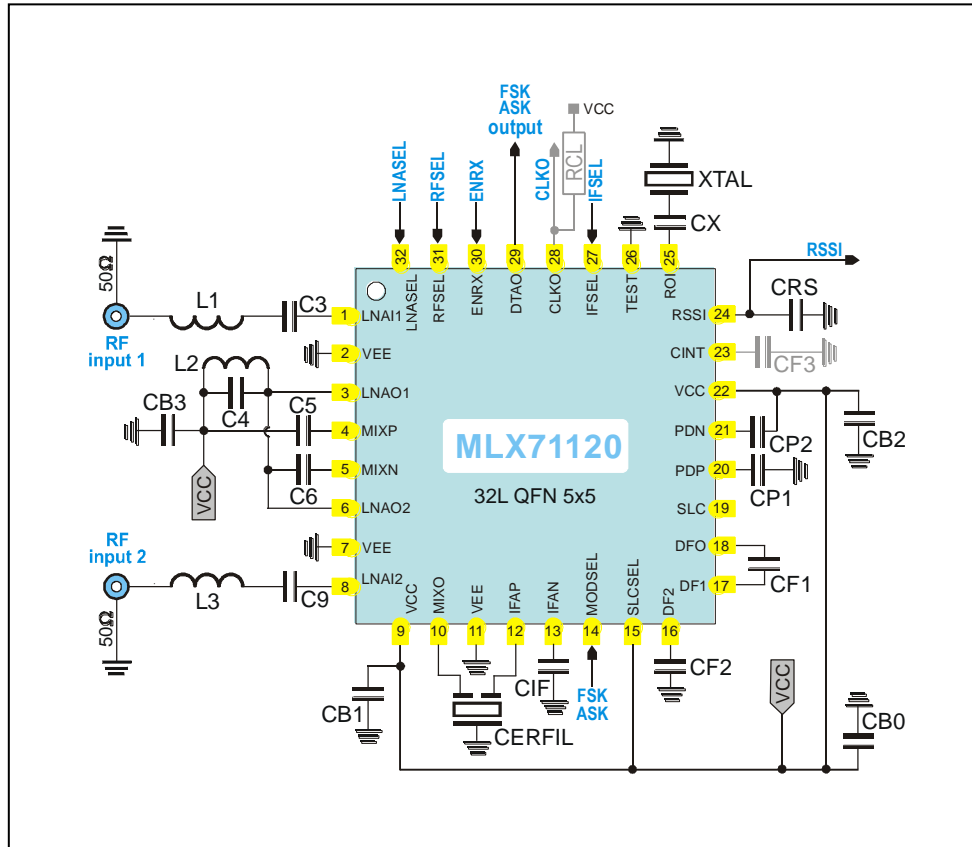 FSK
ASK
output
VCC
LNASEL
RFSEL
ENRX
CLKO
RCL
IFSEL
XTAL
CX
32
31
30
29
28
27
26
25
LNASEL
RFSEL
ENRX
DTAO
CLKO
IFSEL
TEST
ROI
RSSI
50Ω
L1
C3
RF
input 1
1
LNAI1
RSSI
24
CRS
2
VEE
CINT
23
CF3
L2
3
LNAO1
VCC
22
C4
CB3
C5
4
MIXP
PDN
21
CP2
CB2
MLX71120
5
MIXN
PDP
20
C6
CP1
VCC
32L QFN 5x5
6
LNAO2
SLC
19
RF
input 2
7
VEE
DFO
18
8
LNAI2
DF1
17
CF1
L3
C9
50Ω
VCC
MIXO
VEE
IFAP
IFAN
MODSEL
SLCSEL
DF2
9
10
11
12
13
14
15
16
CB1
CERFIL
CIF
FSK
ASK
CF2
VCC
CB0